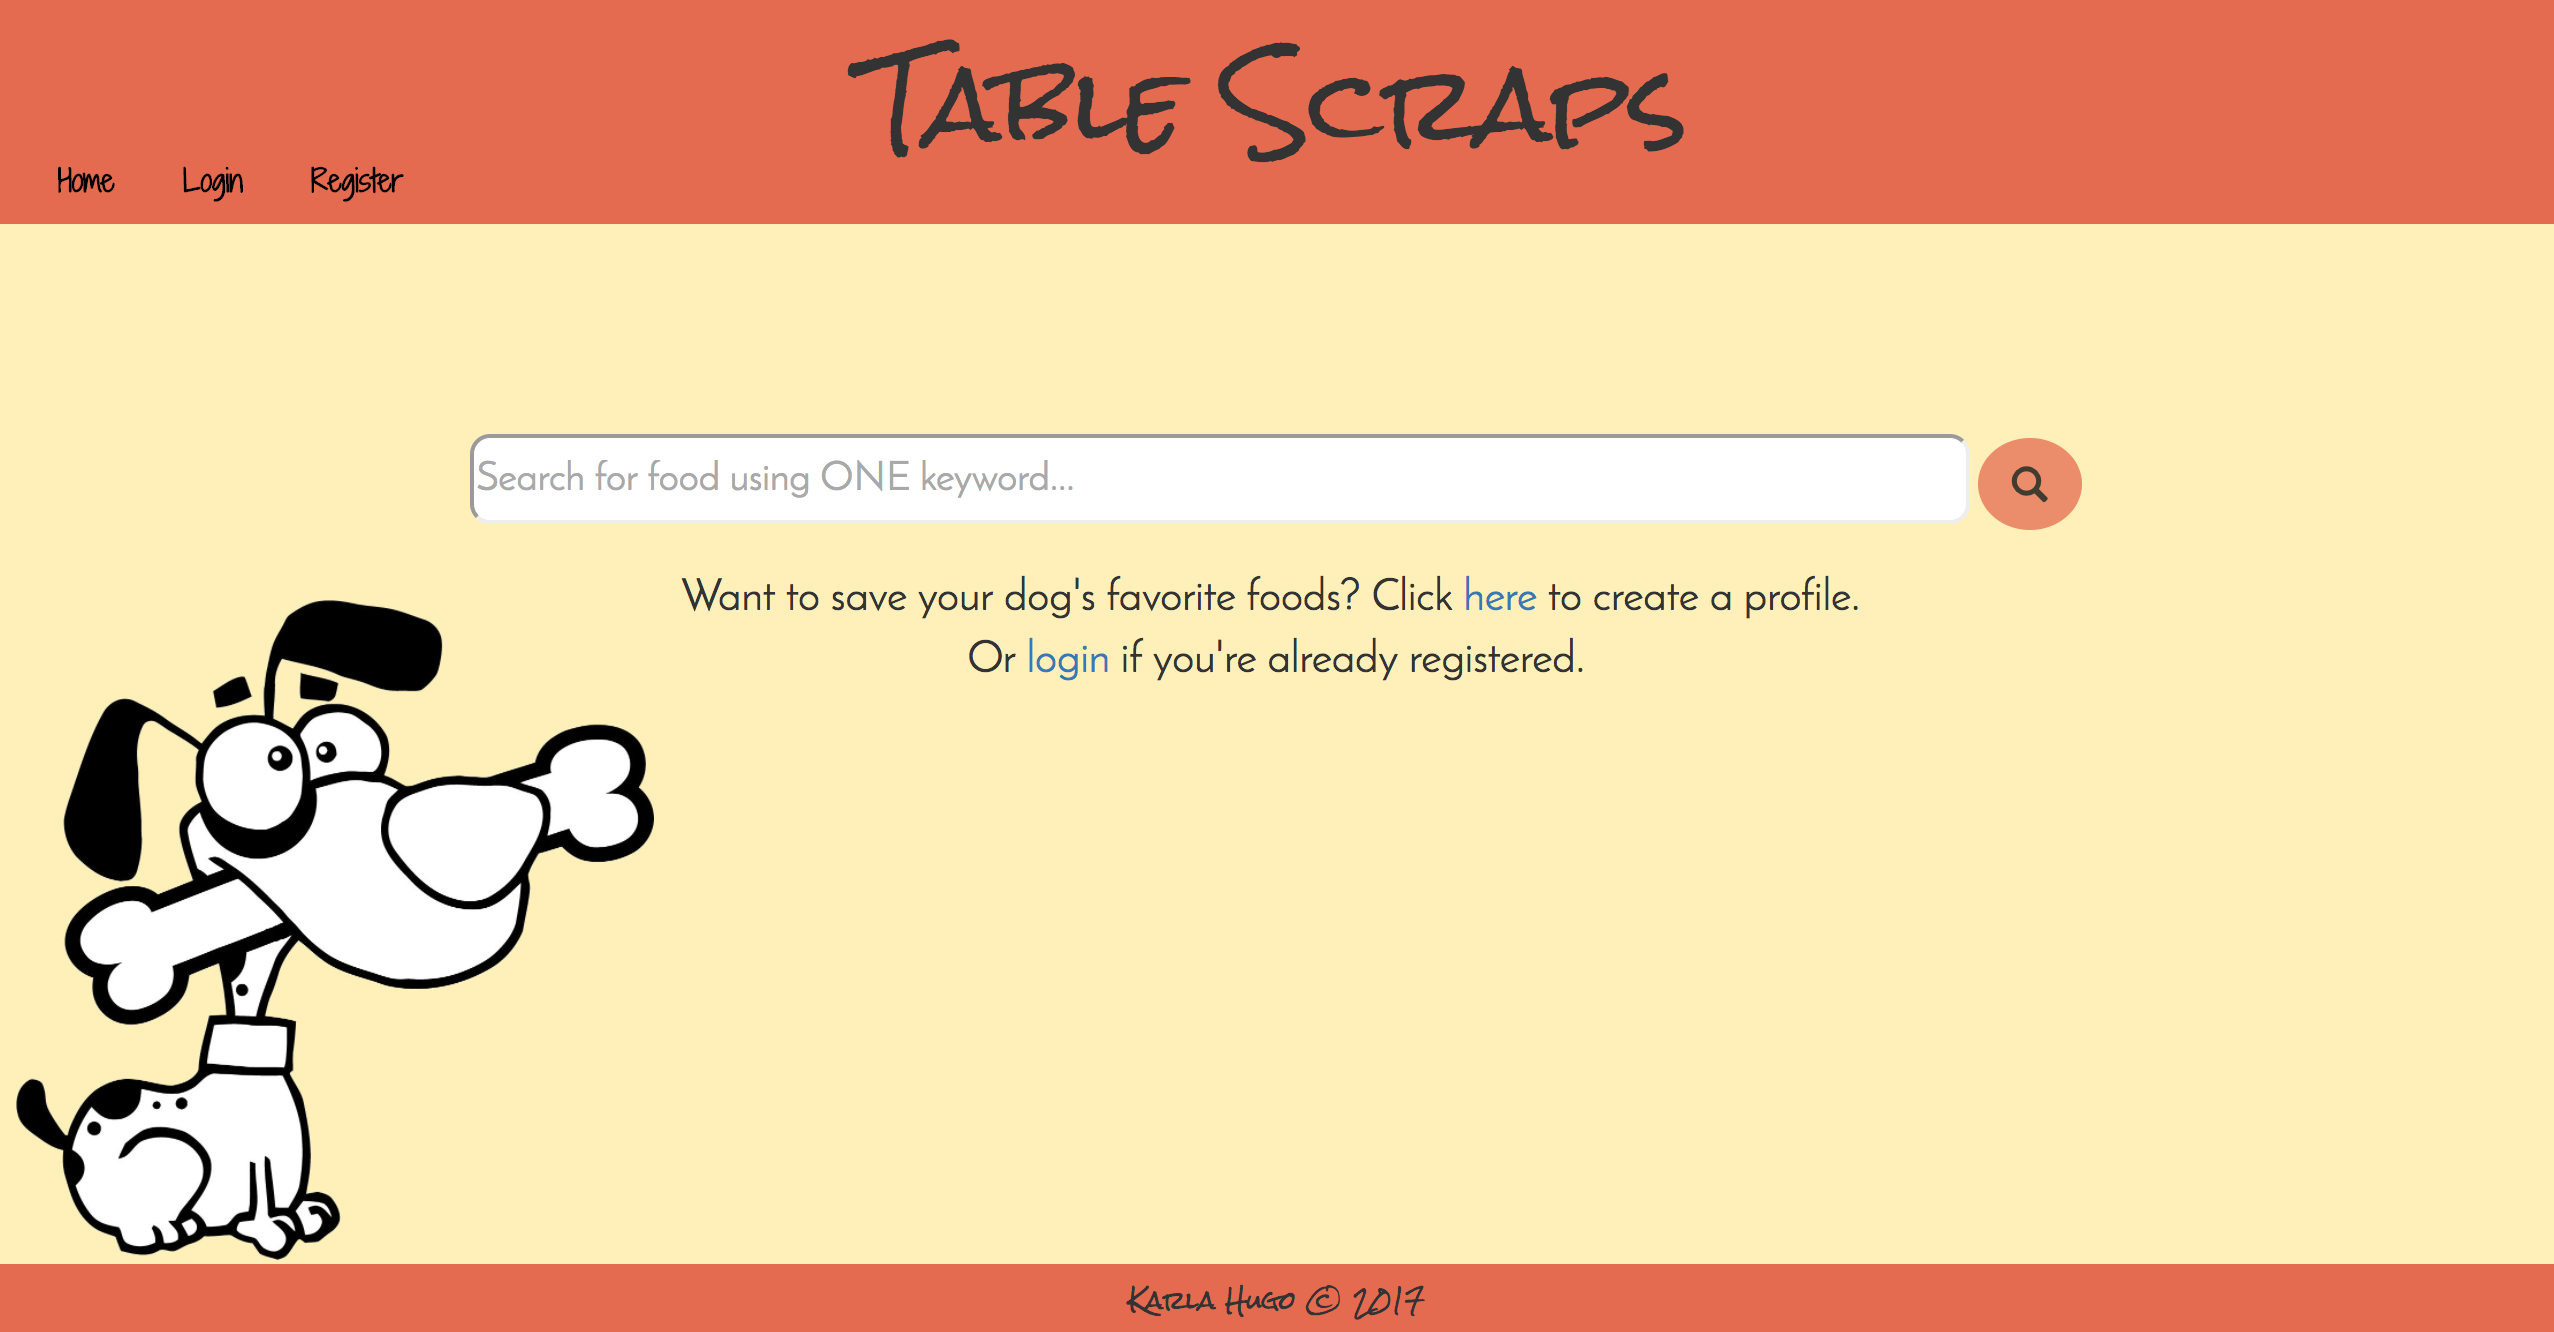 Table Scraps
Home Login Register
Search for food using ONE keyword...
Want to save your dog's favorite foods? Click here to create a profile.
Or login if you're already registered.
Karla Hugo © 2017